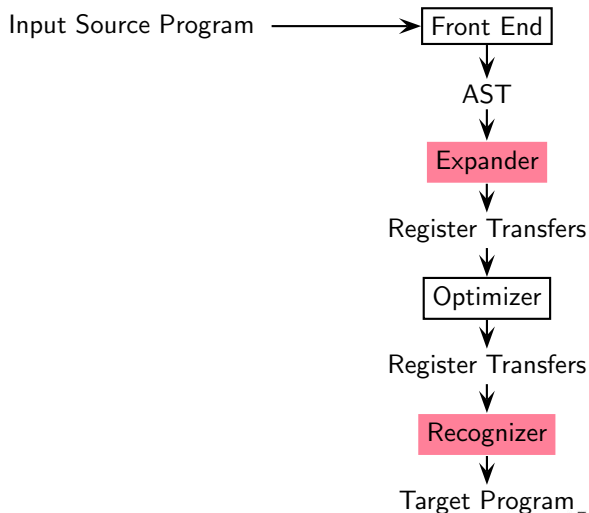 Input Source Program
Front End
AST
Expander
Register Transfers
Optimizer
Register Transfers
Recognizer
Target Program